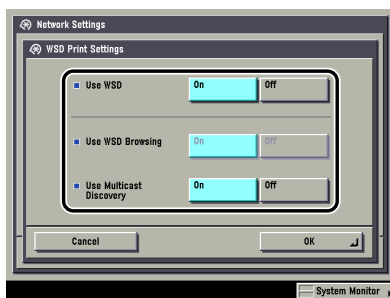 Network Settings
WSD Print Settings
Use WSD On Off
Use WSD Browsing On Off
Use Multicast On Off
Discovery
Cancel OK
System Monitor